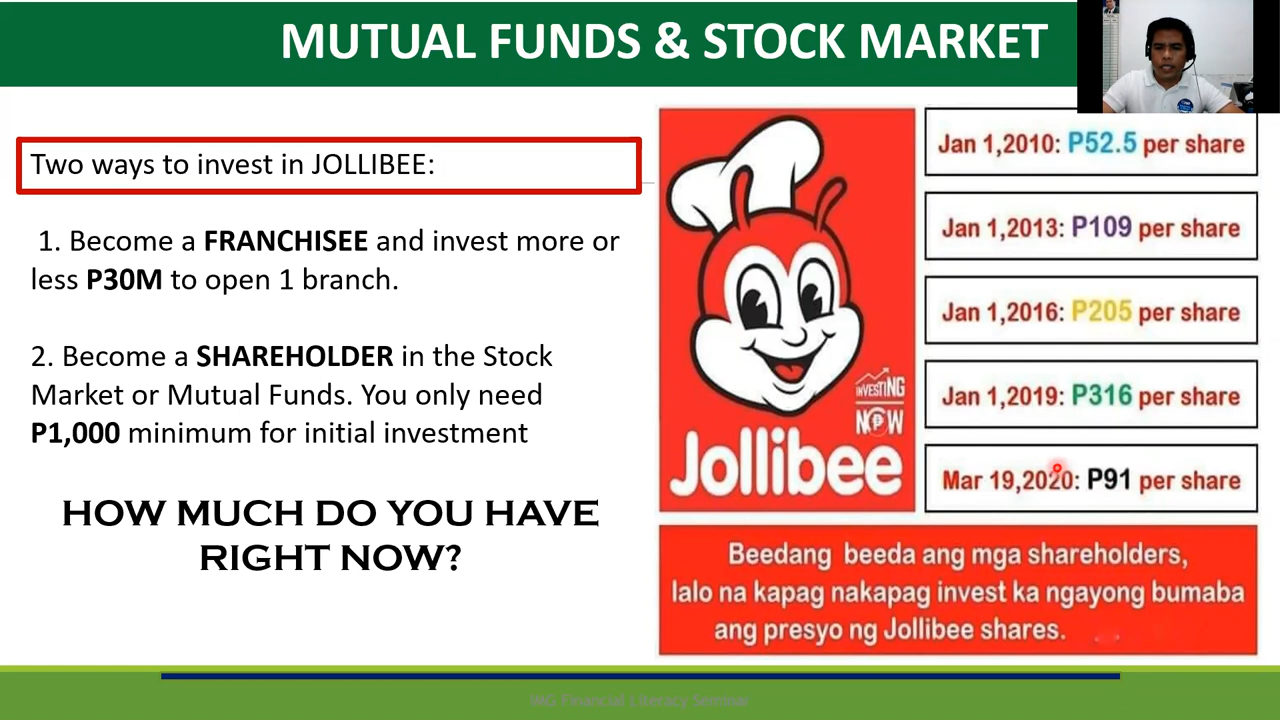 MUTUAL FUNDS & STOCK MARKET
Two ways to invest in JOLLIBEE:
1. Become a FRANCHISEE and invest more or
less P30M to open 1 branch.
2. Become a SHAREHOLDER in the Stock
Market or Mutual Funds. You only need
P1,000 minimum for initial investment
HOW MUCH DO YOU HAVE
RIGHT NOW?
INVESTING
NOW
Jollibee
Jan 1,2010: P52.5 per share
Jan 1,2013: P109 per share
Jan 1,2016: P205 per share
Jan 1,2019: P316 per share
Mar 19,2020: P91 per share
Beedang beeda ang mga shareholders,
lalo na kapag nakapag invest ka ngayong bumaba
ang presyo ng Jollibee shares.
Financial Literacy Seminar